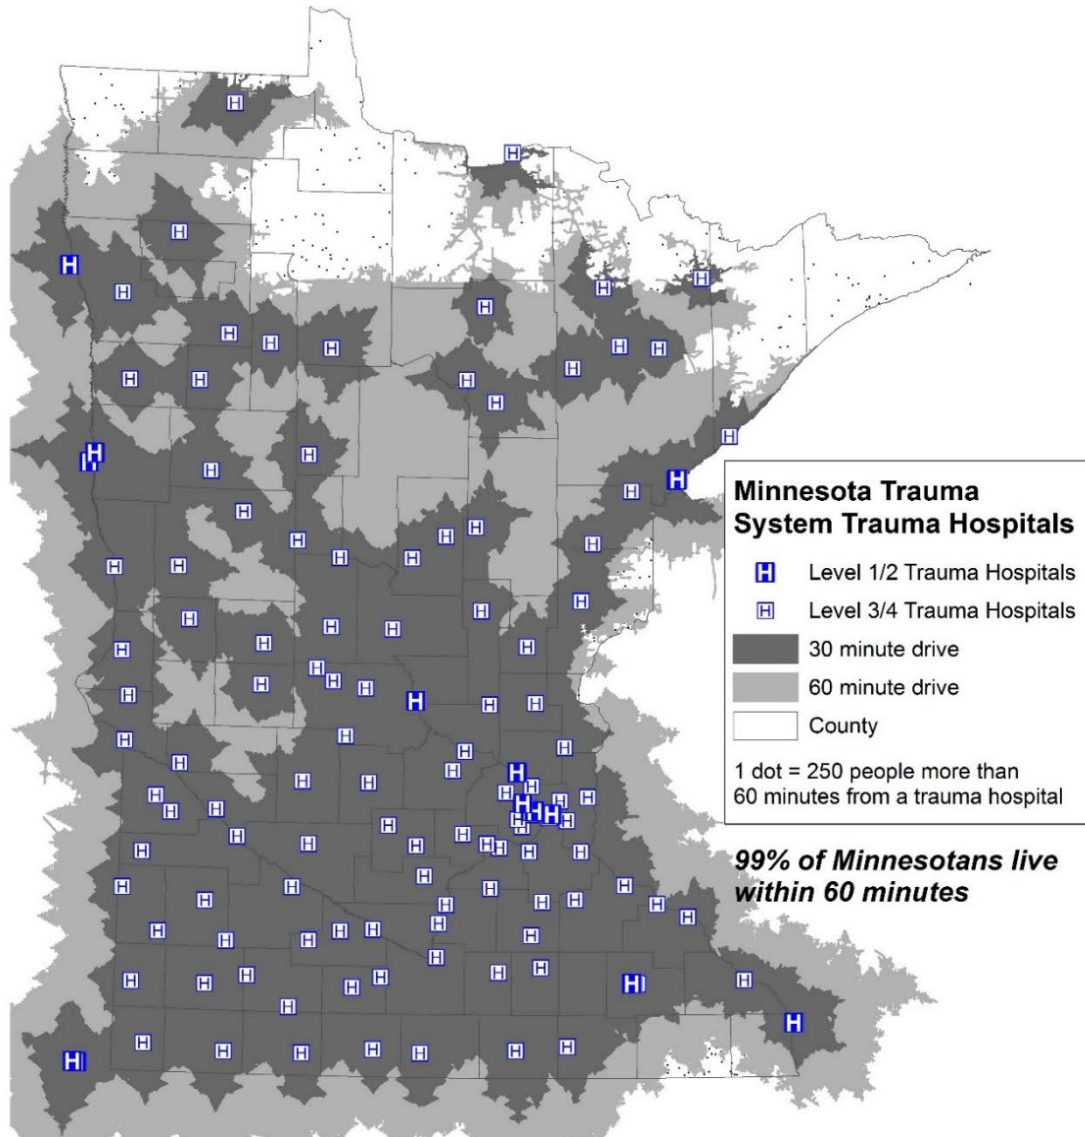 Minnesota Trauma
System Trauma Hospitals
H Level 1/2 Trauma Hospitals
H Level 3/4 Trauma Hospitals
30 minute drive
60 minute drive
County
1 dot = 250 people more than
60 minutes from a trauma hospital
99% of Minnesotans live
within 60 minutes